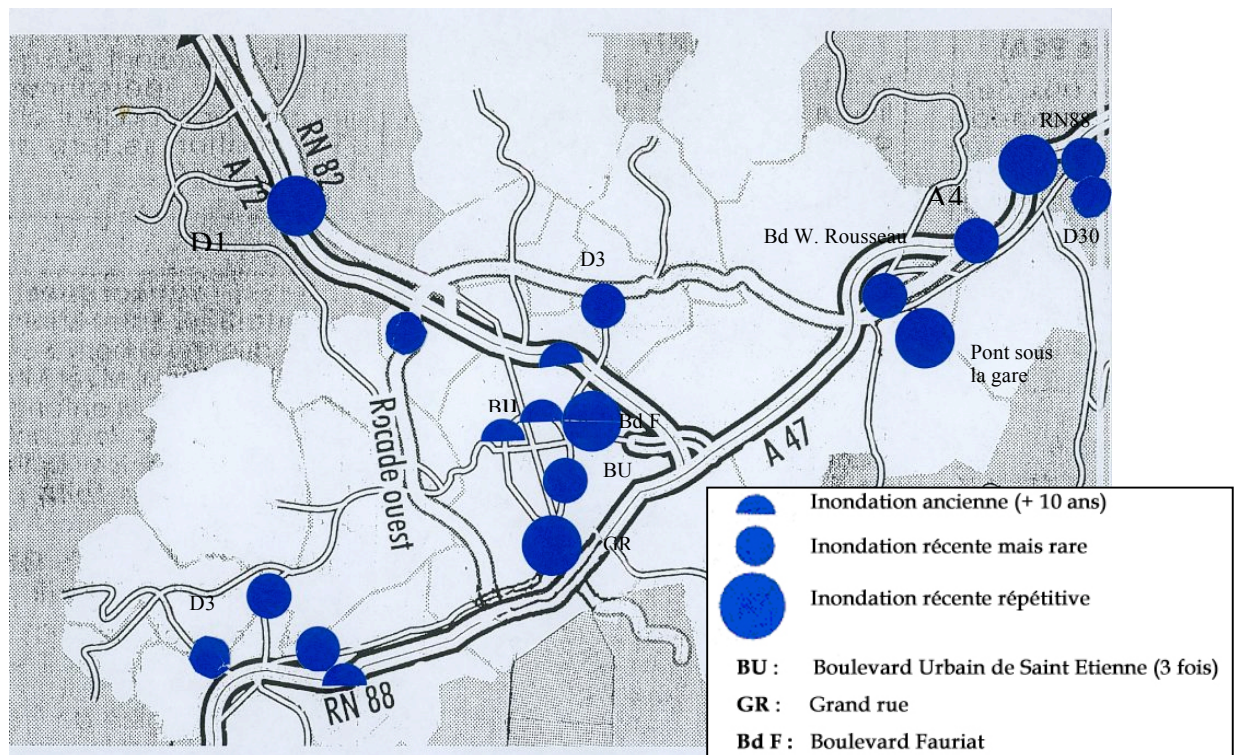 RN88
RN 82
A 72
A4
Bd W. Rousseau
D1
D3
D30
Pont sous
la gare
Rocade ouest
BU
Bd F
BU
A 47
GR
D3
RN 88
Inondation ancienne (+ 10 ans)
Inondation récente mais rare
Inondation récente répétitive
BU : Boulevard Urbain de Saint Etienne (3 fois)
GR : Grand rue
Bd F : Boulevard Fauriat